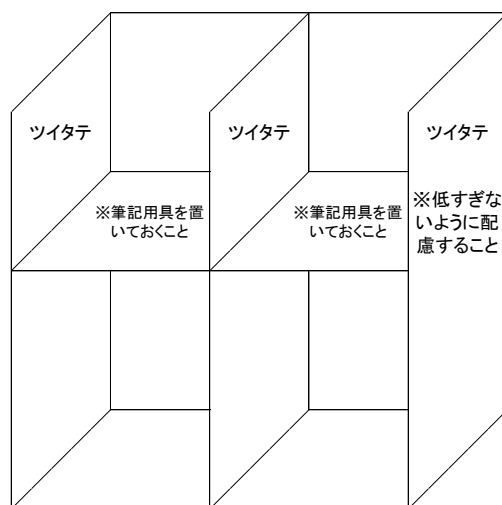 ツイタテ
ツイタテ
ツイタテ
※筆記用具を置
いておくこと
※筆記用具を置
いておくこと
※低すぎな
いように配
慮すること